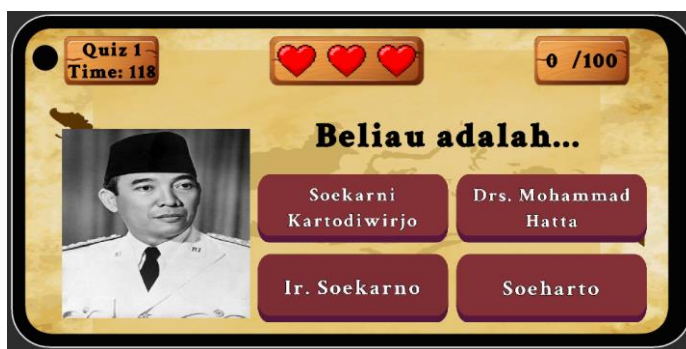 Quiz 1
Time: 118
0 /100
Beliau adalah...
Soekarni
Kartodiwirjo
Drs. Mohammad
Hatta
Ir. Soekarno
Soeharto